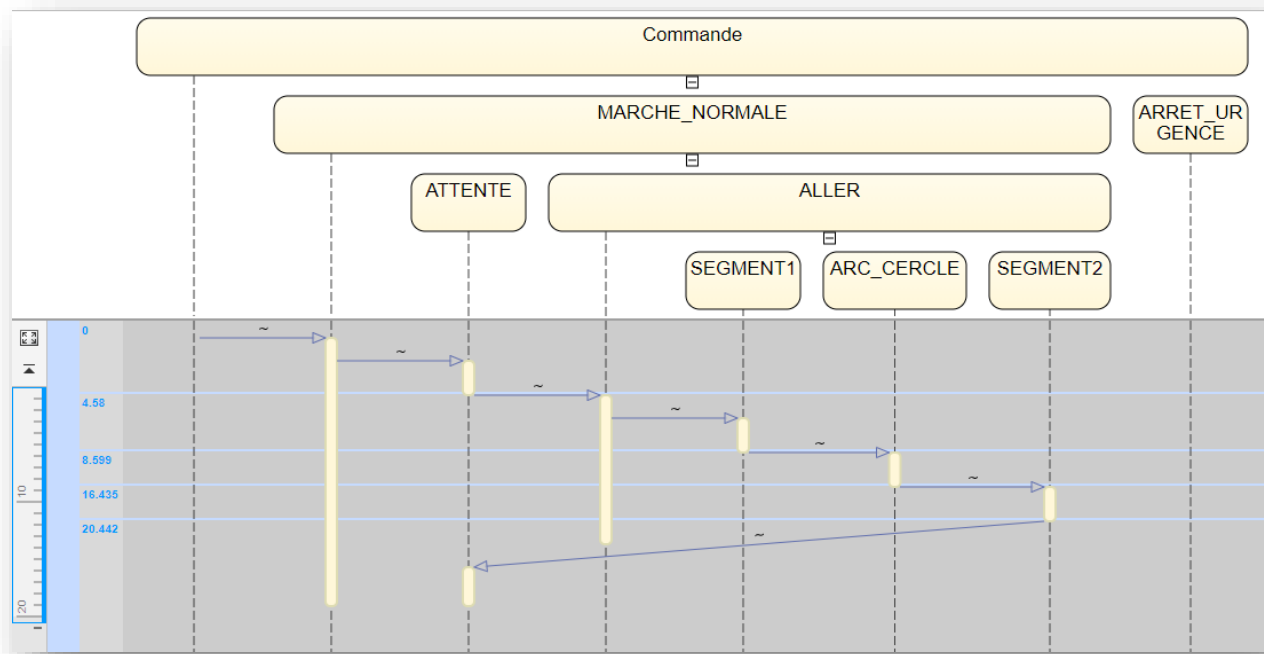 Commande
MARCHE_NORMALE
ARRET_UR
GENCE
ATTENTE
ALLER
SEGMENT1
ARC_CERCLE
SEGMENT2
0
~
~
~
4.58
~
~
8.599
~
16.435
10
20.442
~
20